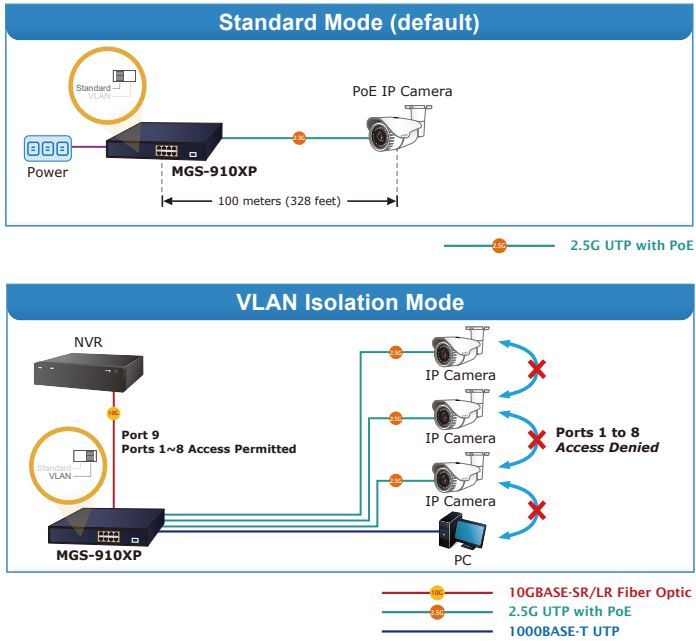 Standard Mode (default)
Standard
VLAN
PoE IP Camera
2.5G
Power
MGS-910XP
100 meters (328 feet)
2.5G
2.5G UTP with PoE
VLAN Isolation Mode
NVR
2.5G
IP Camera
10G
Port 9
Ports 1~8 Access Permitted
2.5G
IP Camera
Ports 1 to 8
Access Denied
Standard
VLAN
2.5G
IP Camera
MGS-910XP
PC
10G
10GBASE-SR/LR Fiber Optic
2.5G
2.5G UTP with PoE
1000BASE-T UTP